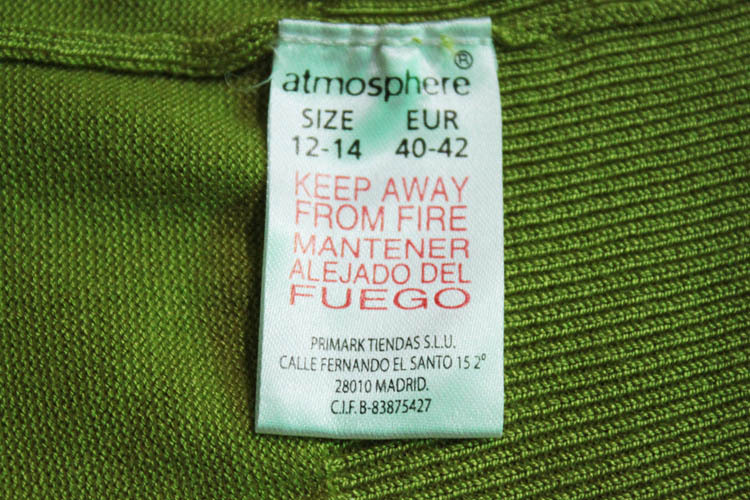 atmosphere®
SIZE EUR
12-14 40-42
KEEP AWAY
FROM FIRE
MANTENER
ALEJADO DEL
FUEGO
PRIMARK TIENDAS S.L.U.
CALLE FERNANDO EL SANTO 15 2º
28010 MADRID.
C.I.F. B-83875427